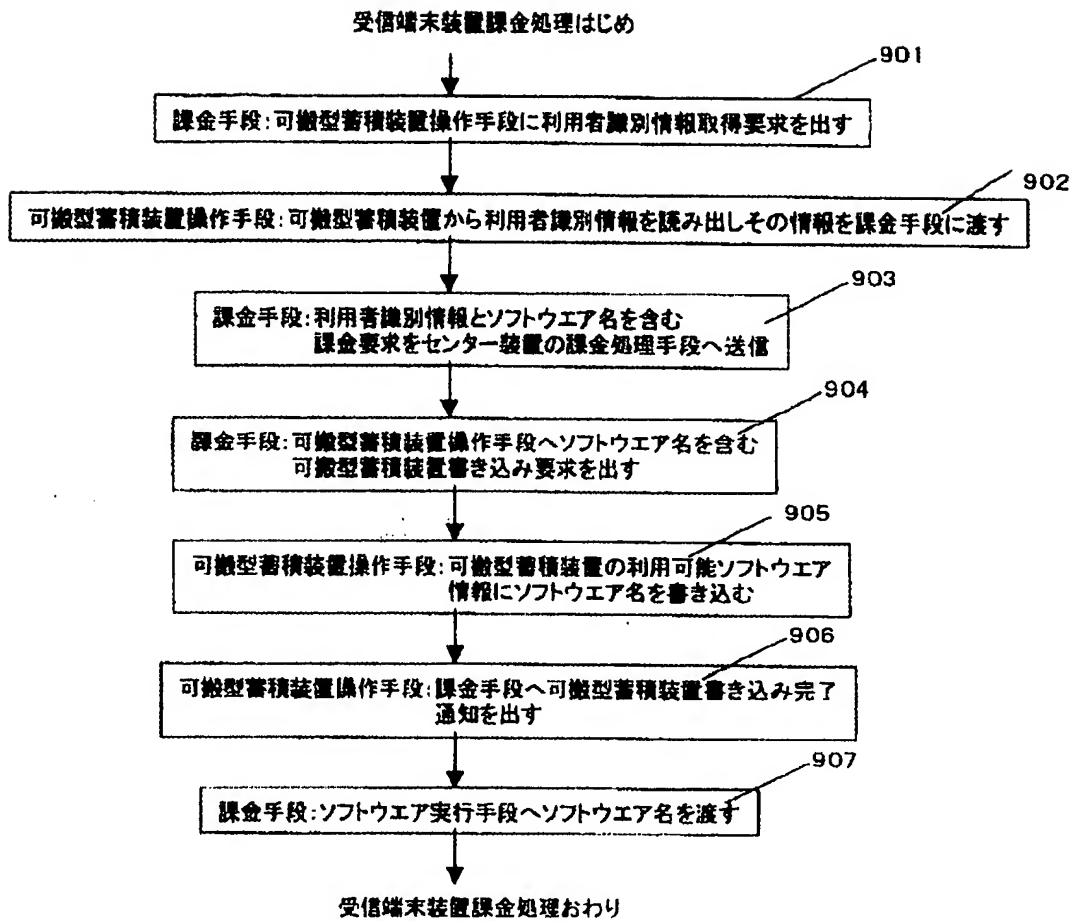 受信端末装置課金処理はじめ
901
課金手段:可搬型蓄積装置操作手段に利用者識別情報取得要求を出す
902
可搬型蓄積装置操作手段:可搬型蓄積装置から利用者識別情報を読み出しその情報を課金手段に渡す
903
課金手段:利用者識別情報とソフトウエア名を含む
課金要求をセンター装置の課金処理手段へ送信
904
課金手段:可搬型蓄積装置操作手段へソフトウエア名を含む
可搬型蓄積装置書き込み要求を出す
905
可搬型蓄積装置操作手段:可搬型蓄積装置の利用可能ソフトウエア
情報にソフトウエア名を書き込む
906
可搬型蓄積装置操作手段:課金手段へ可搬型蓄積装置書き込み完了
通知を出す
907
課金手段:ソフトウエア実行手段へソフトウエア名を渡す
受信端末装置課金処理おわり